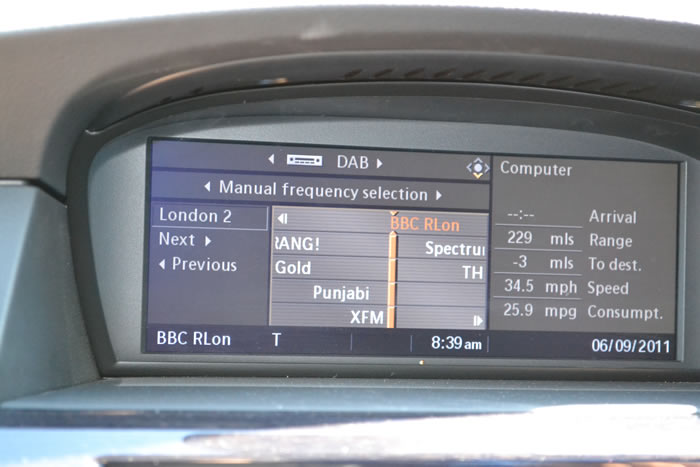 DAB
Manual frequency selection
London 2
Next
Previous
BBC RLon
RANG!
Spectru
Gold
TH
Punjabi
XFM
Computer
--:-- Arrival
229 mls Range
-3 mls To dest.
34.5 mph Speed
25.9 mpg Consumpt.
BBC RLon T 8:39 am 06/09/2011